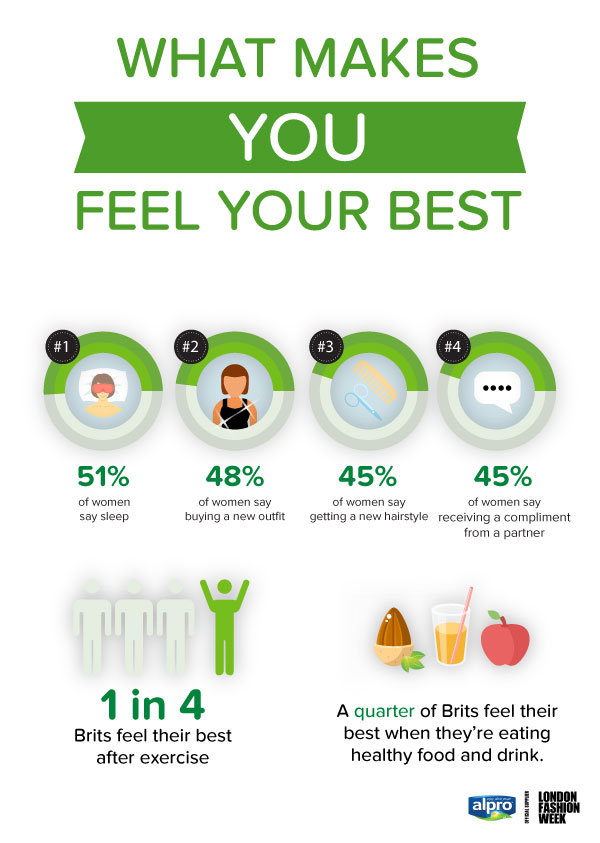 WHAT MAKES
YOU
FEEL YOUR BEST
#1
#2
#3
#4
51%
of women
say sleep
48%
of women say
buying a new outfit
45%
of women say
getting a new hairstyle
45%
of women say
receiving a compliment
from a partner
1 in 4
Brits feel their best
after exercise
A quarter of Brits feel their
best when they're eating
healthy food and drink.
alpro
OFFICIAL SUPPLIER
LONDON
FASHION
WEEK